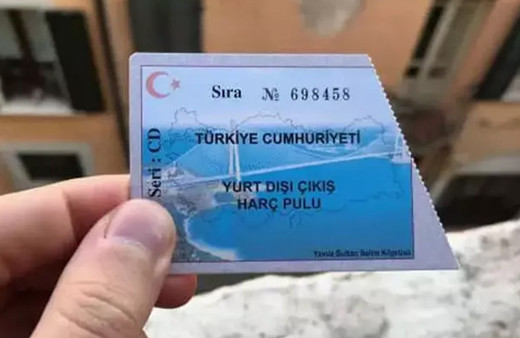 Sıra № 698458
Seri : CD
TÜRKİYE CUMHURİYETİ
YURT DIŞI ÇIKIŞ
HARÇ PULU
Yavuz Sultan Selim Köprüsü